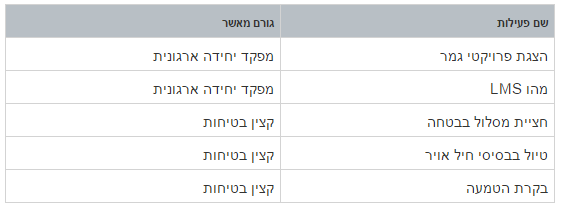 שם פעילות גורם מאשר
הצגת פרויקטי גמר מפקד יחידה ארגונית
מהו LMS מפקד יחידה ארגונית
חציית מסלול בבטחה קצין בטיחות
טיול בבסיסי חיל אויר קצין בטיחות
בקרת הטמעה קצין בטיחות